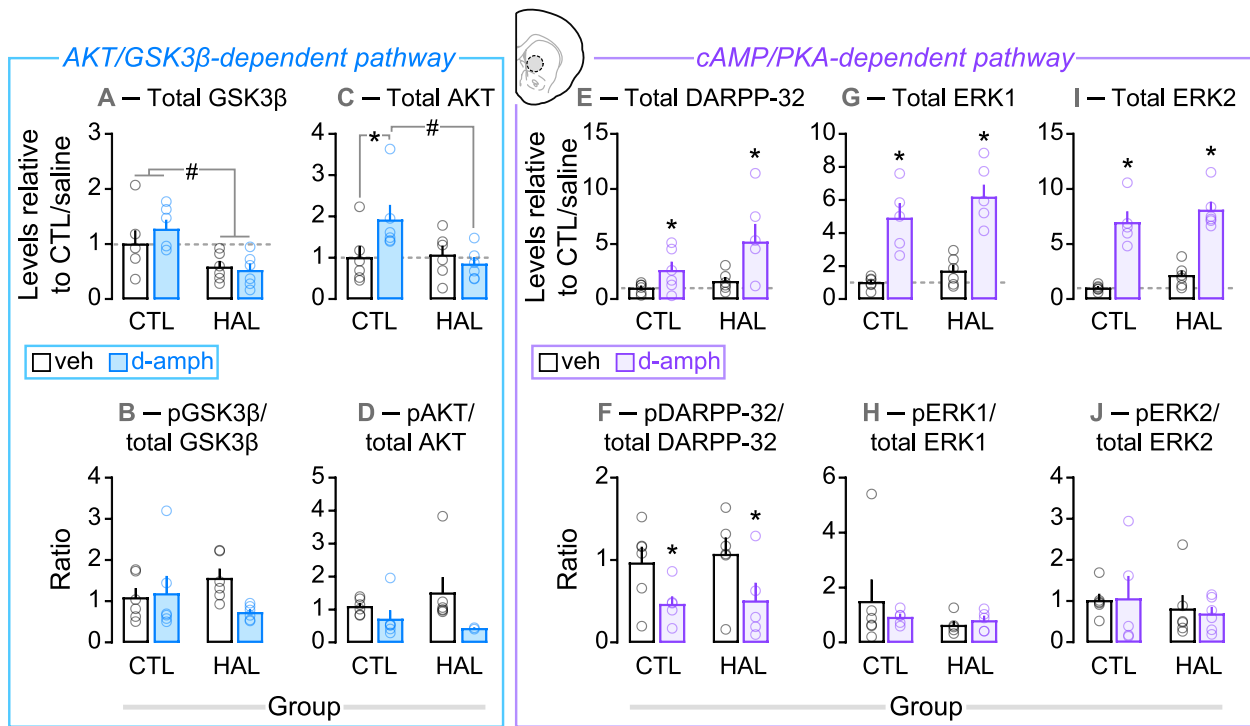 AKT/GSK3β-dependent pathway
cAMP/PKA-dependent pathway
A — Total GSK3β
C — Total AKT
E — Total DARPP-32
G — Total ERK1
I — Total ERK2
Levels relative
to CTL/saline
3
2
1
0
#
CTL
HAL
4
3
2
1
0
*
#
CTL
HAL
Levels relative
to CTL/saline
15
10
5
0
*
*
CTL
HAL
10
8
6
4
2
0
*
*
CTL
HAL
15
10
5
0
*
*
CTL
HAL
veh
d-amph
veh
d-amph
B — pGSK3β/
total GSK3β
D — pAKT/
total AKT
F — pDARPP-32/
total DARPP-32
H — pERK1/
total ERK1
J — pERK2/
total ERK2
Ratio
4
3
2
1
0
CTL
HAL
5
4
3
2
1
0
CTL
HAL
Ratio
2
1
0
*
*
CTL
HAL
6
4
2
0
CTL
HAL
4
3
2
1
0
CTL
HAL
Group
Group